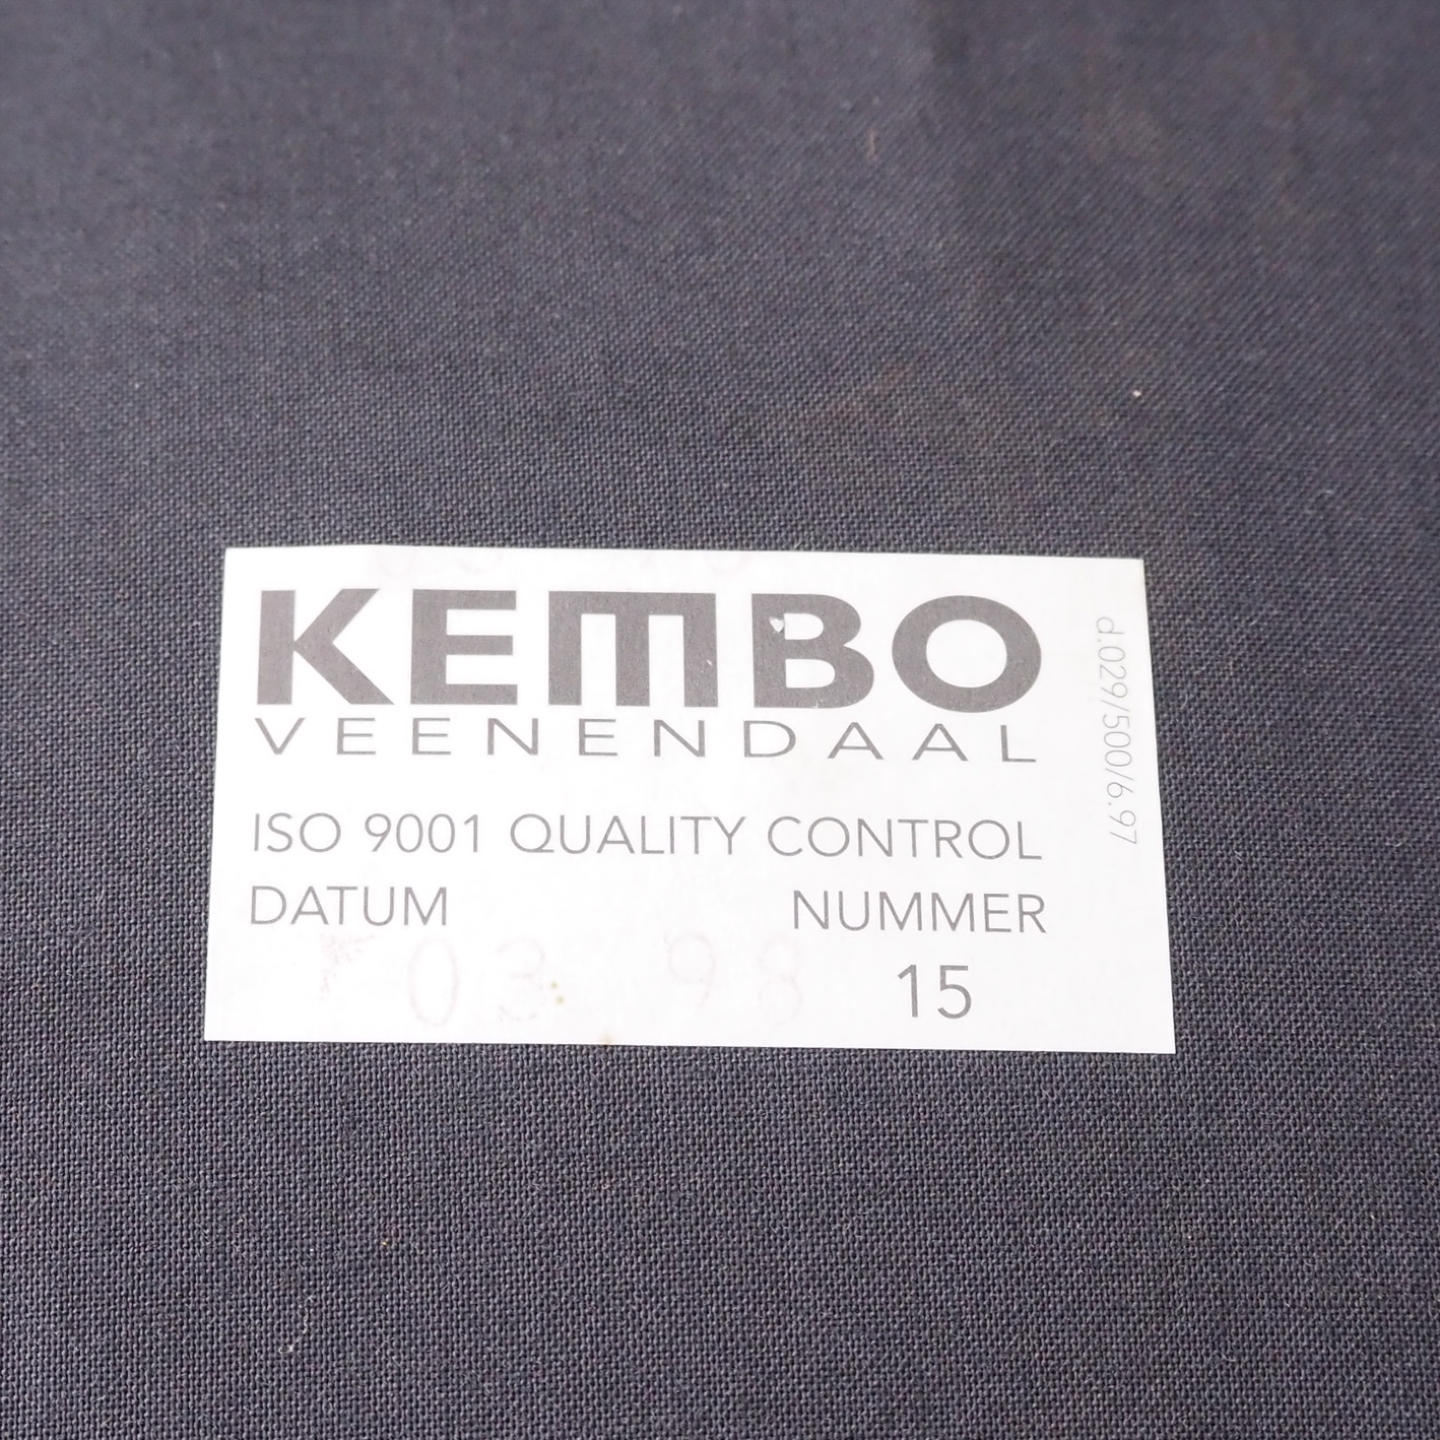 KEMBO
VEENENDAAL
ISO 9001 QUALITY CONTROL
DATUM NUMMER
03 98 15
d.029/500/6.97